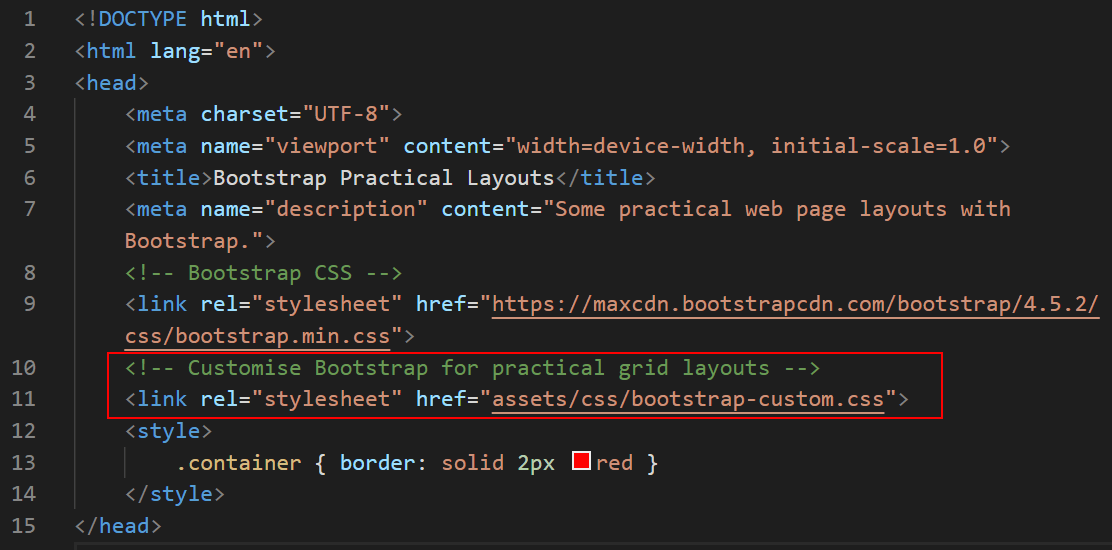 1 <!DOCTYPE html>
2 <html lang="en">
3 <head>
4 <meta charset="UTF-8">
5 <meta name="viewport" content="width=device-width, initial-scale=1.0">
6 <title>Bootstrap Practical Layouts</title>
7 <meta name="description" content="Some practical web page layouts with
Bootstrap.">
8 <!-- Bootstrap CSS -->
9 <link rel="stylesheet" href="https://maxcdn.bootstrapcdn.com/bootstrap/4.5.2/
css/bootstrap.min.css">
10 <!-- Customise Bootstrap for practical grid layouts -->
11 <link rel="stylesheet" href="assets/css/bootstrap-custom.css">
12 <style>
13 .container { border: solid 2px red }
14 </style>
15 </head>